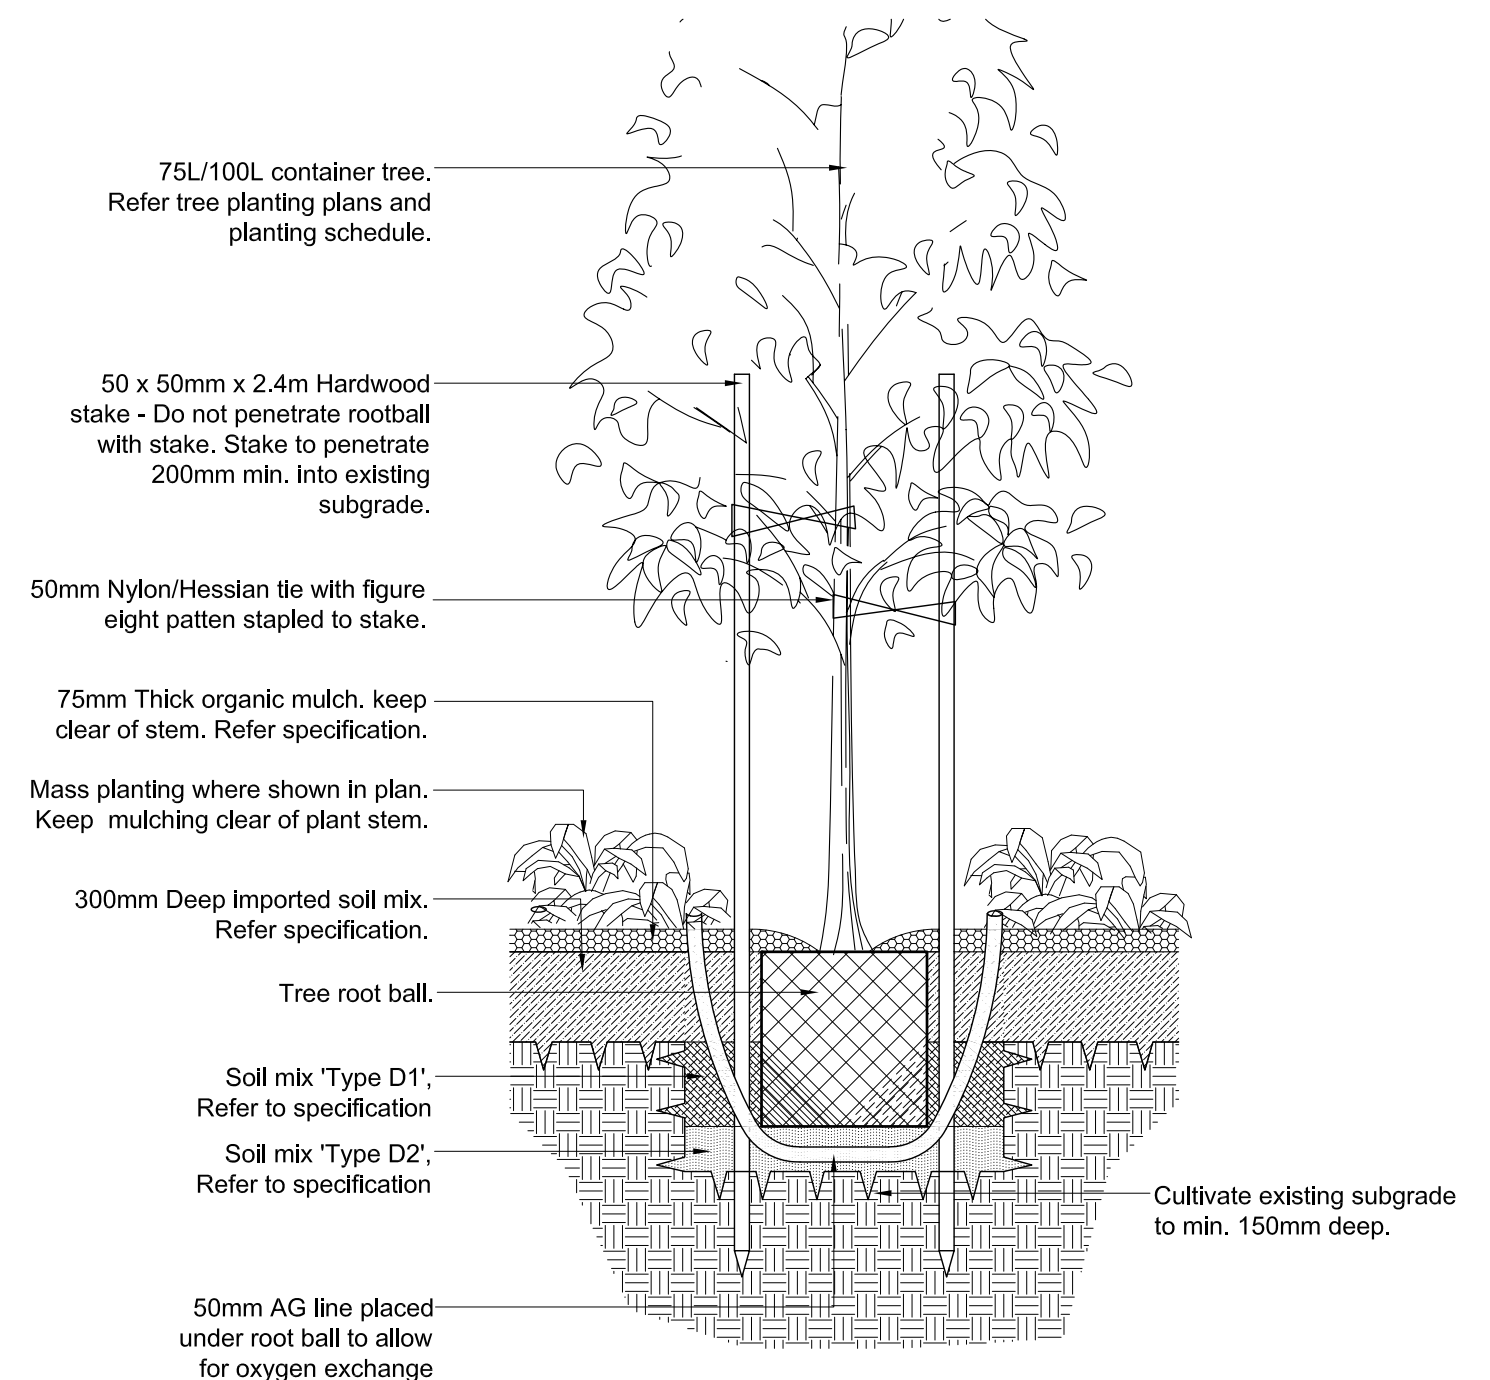 75L/100L container tree.
Refer tree planting plans and
planting schedule.
50 x 50mm x 2.4m Hardwood
stake - Do not penetrate rootball
with stake. Stake to penetrate
200mm min. into existing
subgrade.
50mm Nylon/Hessian tie with figure
eight patten stapled to stake.
75mm Thick organic mulch. keep
clear of stem. Refer specification.
Mass planting where shown in plan.
Keep  mulching clear of plant stem.
300mm Deep imported soil mix.
Refer specification.
Tree root ball.
Soil mix 'Type D1',
Refer to specification
Soil mix 'Type D2',
Refer to specification
Cultivate existing subgrade
to min. 150mm deep.
50mm AG line placed
under root ball to allow
for oxygen exchange